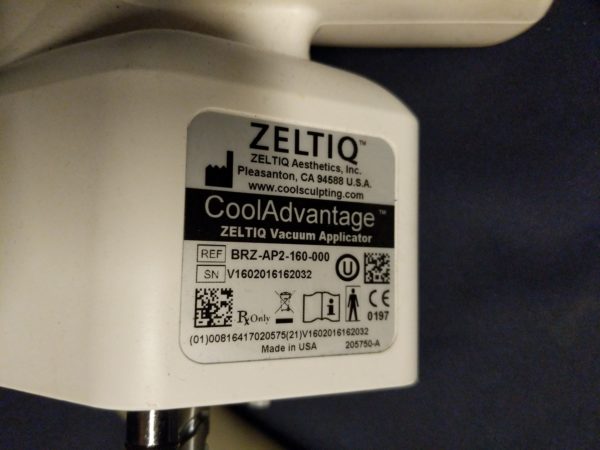 ZELTIQ™
ZELTIQ Aesthetics, Inc.
Pleasanton, CA 94588 U.S.A.
www.coolsculpting.com
CoolAdvantage™
ZELTIQ Vacuum Applicator
REF BRZ-AP2-160-000
SN V1602016162032
U
Rx Only
i
CE
0197
(01)00816417020575(21)V1602016162032
Made in USA 205750-A